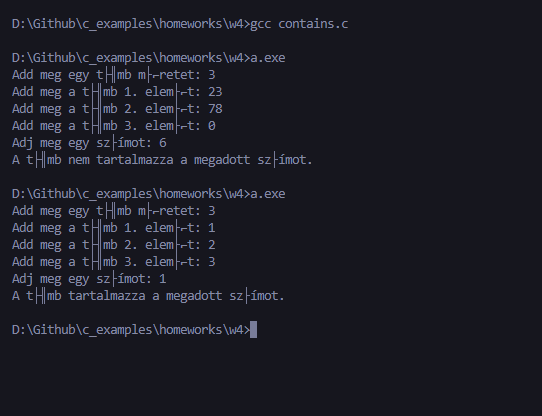 D:\Github\c_examples\homeworks\w4>gcc contains.c
D:\Github\c_examples\homeworks\w4>a.exe
Add meg egy t├║mb m├⌐retet: 3
Add meg a t├║mb 1. elem├⌐t: 23
Add meg a t├║mb 2. elem├⌐t: 78
Add meg a t├║mb 3. elem├⌐t: 0
Adj meg egy sz├ímot: 6
A t├║mb nem tartalmazza a megadott sz├ímot.
D:\Github\c_examples\homeworks\w4>a.exe
Add meg egy t├║mb m├⌐retet: 3
Add meg a t├║mb 1. elem├⌐t: 1
Add meg a t├║mb 2. elem├⌐t: 2
Add meg a t├║mb 3. elem├⌐t: 3
Adj meg egy sz├ímot: 1
A t├║mb tartalmazza a megadott sz├ímot.
D:\Github\c_examples\homeworks\w4>